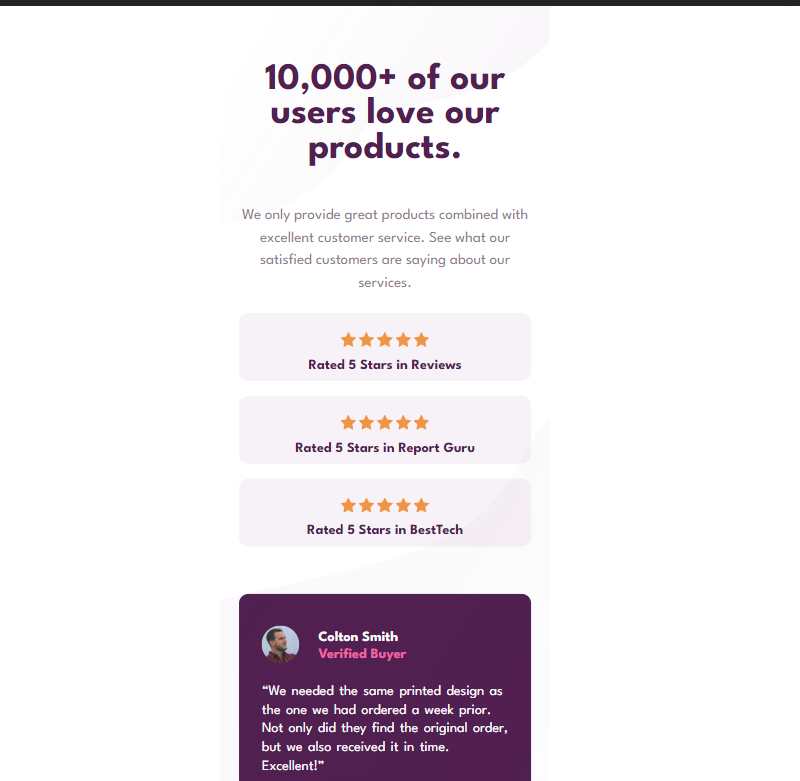 10,000+ of our
users love our
products.
We only provide great products combined with
excellent customer service. See what our
satisfied customers are saying about our
services.
Rated 5 Stars in Reviews
Rated 5 Stars in Report Guru
Rated 5 Stars in BestTech
Colton Smith
Verified Buyer
“We needed the same printed design as
the one we had ordered a week prior.
Not only did they find the original order,
but we also received it in time.
Excellent!”